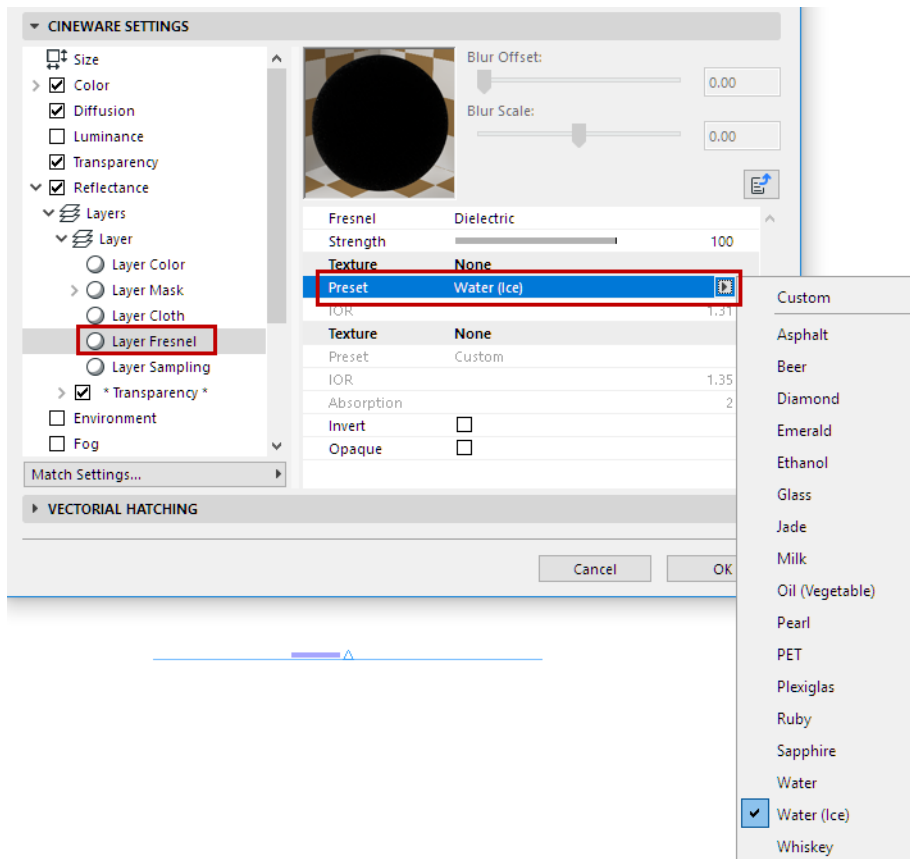 CINEWARE SETTINGS
Size
Color
Diffusion
Luminance
Transparency
Reflectance
Layers
Layer
Layer Color
Layer Mask
Layer Cloth
Layer Fresnel
Layer Sampling
* Transparency *
Environment
Fog
Match Settings...
Blur Offset:
0.00
Blur Scale:
0.00
Fresnel Dielectric
Strength 100
Texture None
Preset Water (Ice)
IOR 1.31
Texture None
Preset Custom
IOR 1.35
Absorption 2
Invert
Opaque
VECTORIAL HATCHING
Cancel OK
Custom
Asphalt
Beer
Diamond
Emerald
Ethanol
Glass
Jade
Milk
Oil (Vegetable)
Pearl
PET
Plexiglas
Ruby
Sapphire
Water
Water (Ice)
Whiskey